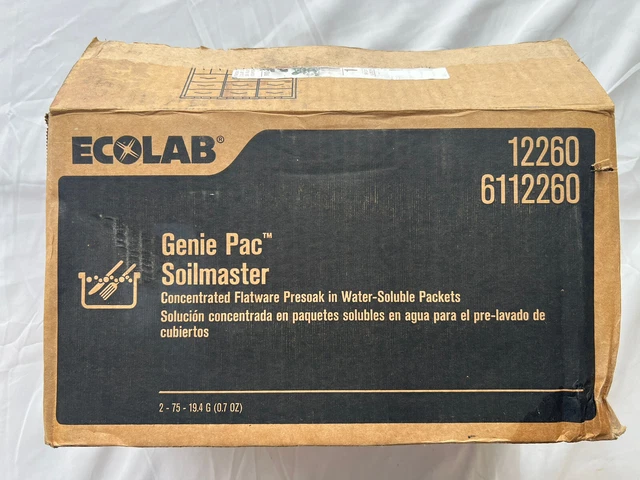 ECOLAB®
12260
6112260
Genie Pac™
Soilmaster
Concentrated Flatware Presoak in Water-Soluble Packets
Solución concentrada en paquetes solubles en agua para el pre-lavado de
cubiertos
2 - 75 - 19.4 G (0.7 OZ)